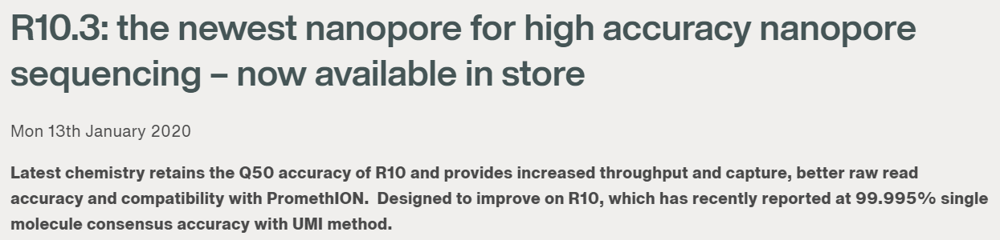 R10.3: the newest nanopore for high accuracy nanopore
sequencing – now available in store
Mon 13th January 2020
Latest chemistry retains the Q50 accuracy of R10 and provides increased throughput and capture, better raw read
accuracy and compatibility with PromethION.  Designed to improve on R10, which has recently reported at 99.995% single
molecule consensus accuracy with UMI method.